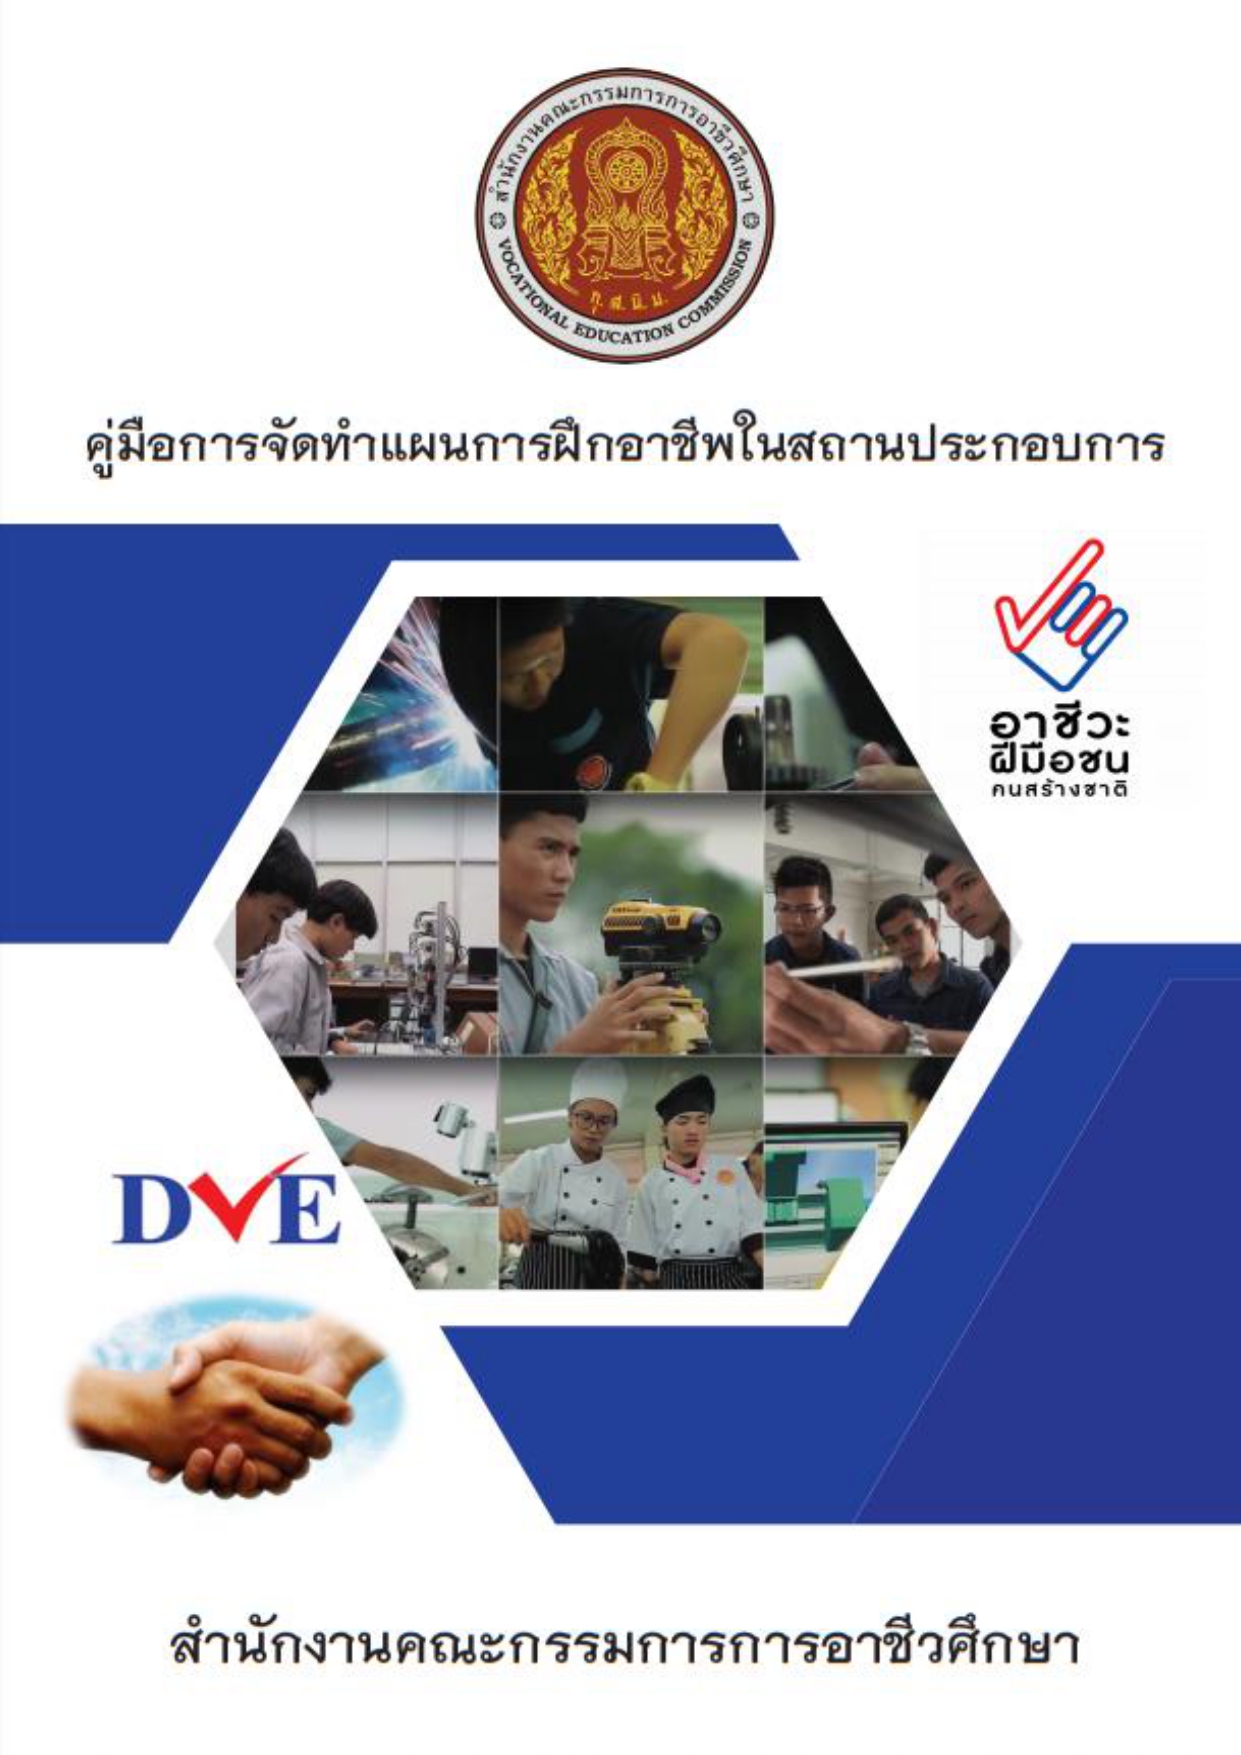 สำนักงานคณะกรรมการการอาชีวศึกษา
ก. ส. นิ. ม.
VOCATIONAL EDUCATION COMMISSION
คู่มือการจัดทำแผนการฝึกอาชีพในสถานประกอบการ
อาชีวะ
ฝีมือชน
คนสร้างชาติ
DVE
สำนักงานคณะกรรมการการอาชีวศึกษา